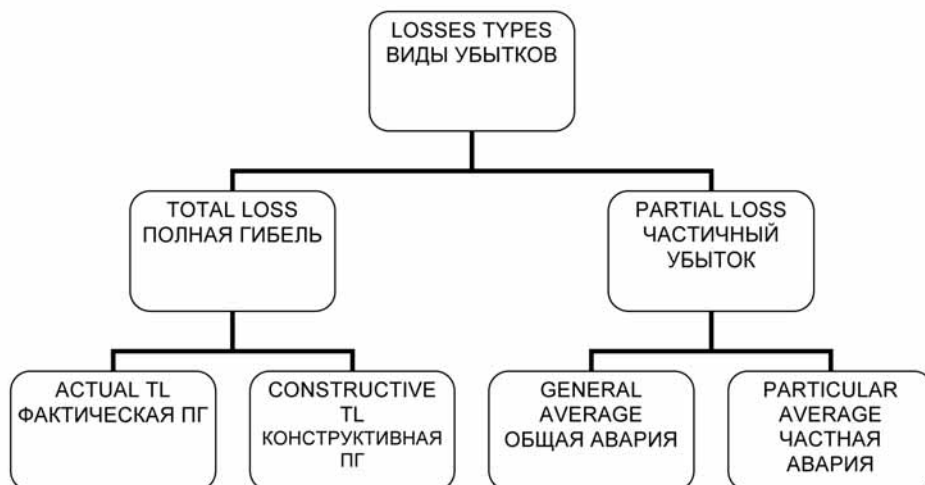 LOSSES TYPES
ВИДЫ УБЫТКОВ
TOTAL LOSS
ПОЛНАЯ ГИБЕЛЬ
PARTIAL LOSS
ЧАСТИЧНЫЙ
УБЫТОК
ACTUAL TL
ФАКТИЧЕСКАЯ ПГ
CONSTRUCTIVE
TL
КОНСТРУКТИВНАЯ
ПГ
GENERAL
AVERAGE
ОБЩАЯ АВАРИЯ
PARTICULAR
AVERAGE
ЧАСТНАЯ
АВАРИЯ